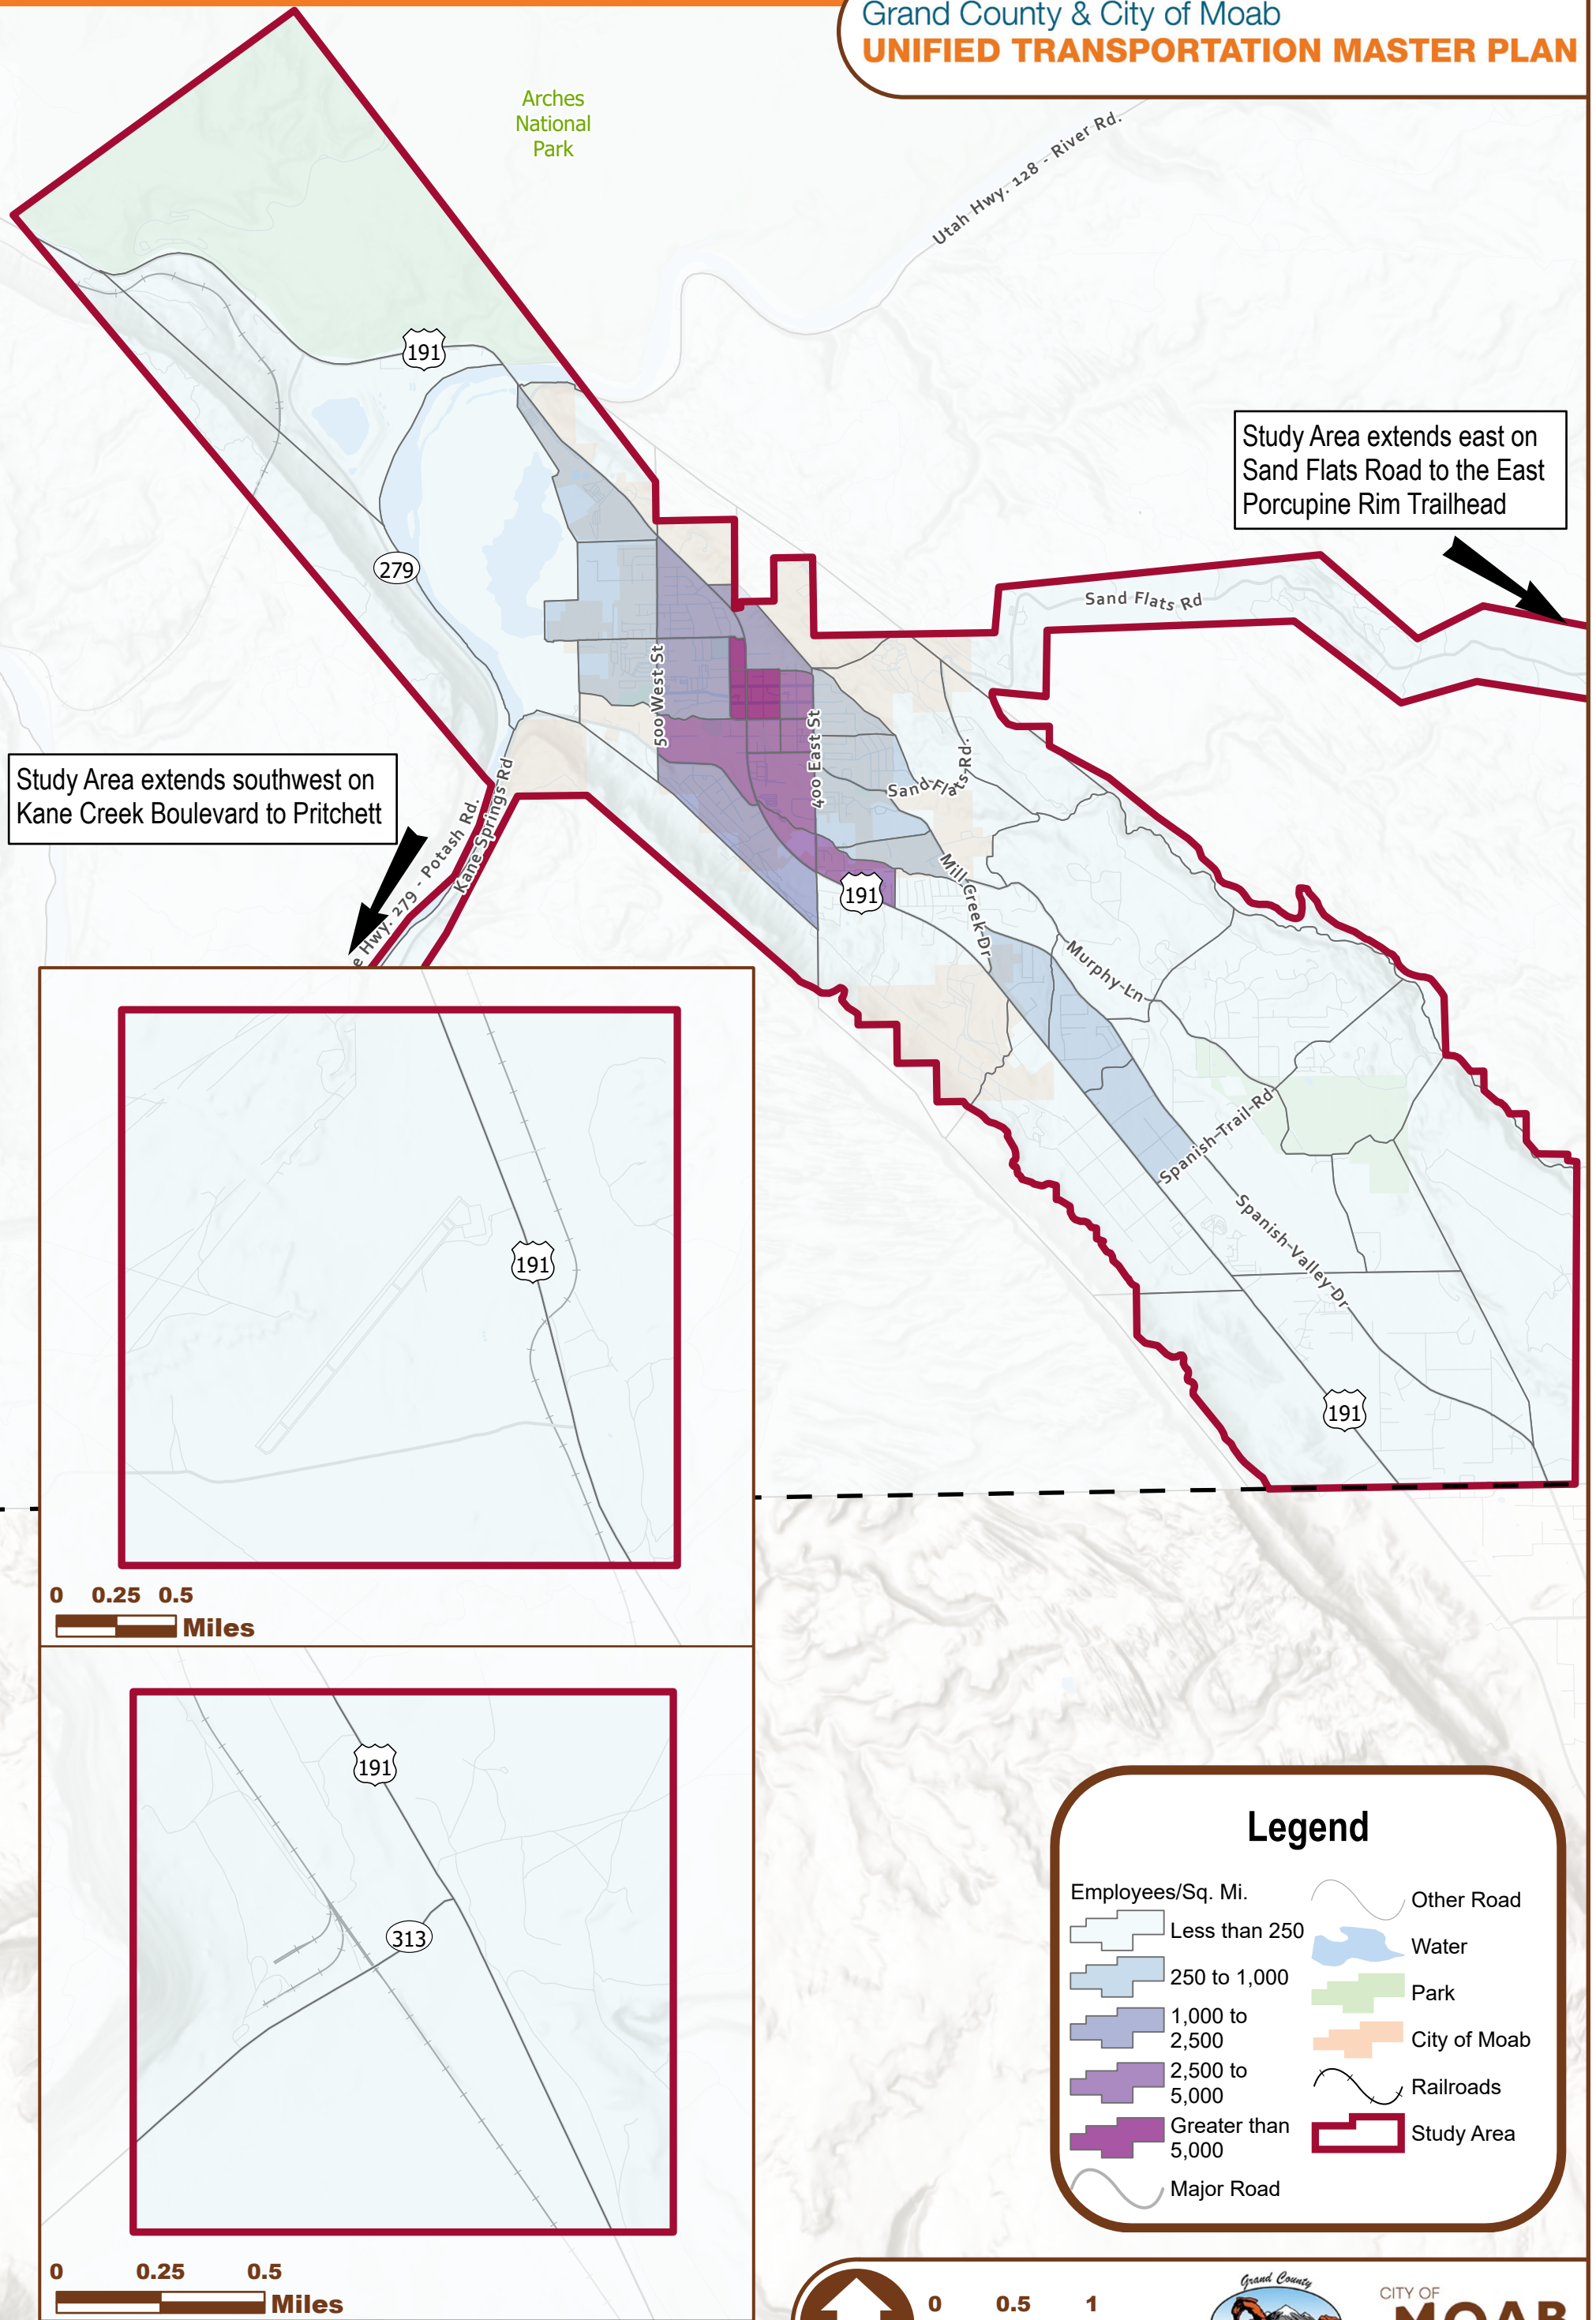 Grand County & City of Moab
UNIFIED TRANSPORTATION MASTER PLAN
Arches
National
Park
Utah Hwy. 128 - River Rd.
191
Study Area extends east on
Sand Flats Road to the East
Porcupine Rim Trailhead
279
Sand Flats Rd
500 West St
400 East St
Sand Flats Rd.
Study Area extends southwest on
Kane Creek Boulevard to Pritchett
e Hwy. 279 - Potash Rd.
Kane Springs Rd
191
Mill Creek Dr
Murphy Ln
Spanish Trail Rd
Spanish Valley Dr
191
191
0 0.25 0.5
Miles
191
313
0 0.25 0.5
Miles
Legend
Employees/Sq. Mi.
Less than 250
250 to 1,000
1,000 to
2,500
2,500 to
5,000
Greater than
5,000
Major Road
Other Road
Water
Park
City of Moab
Railroads
Study Area
0 0.5 1
Grand County
CITY OF
MOAB